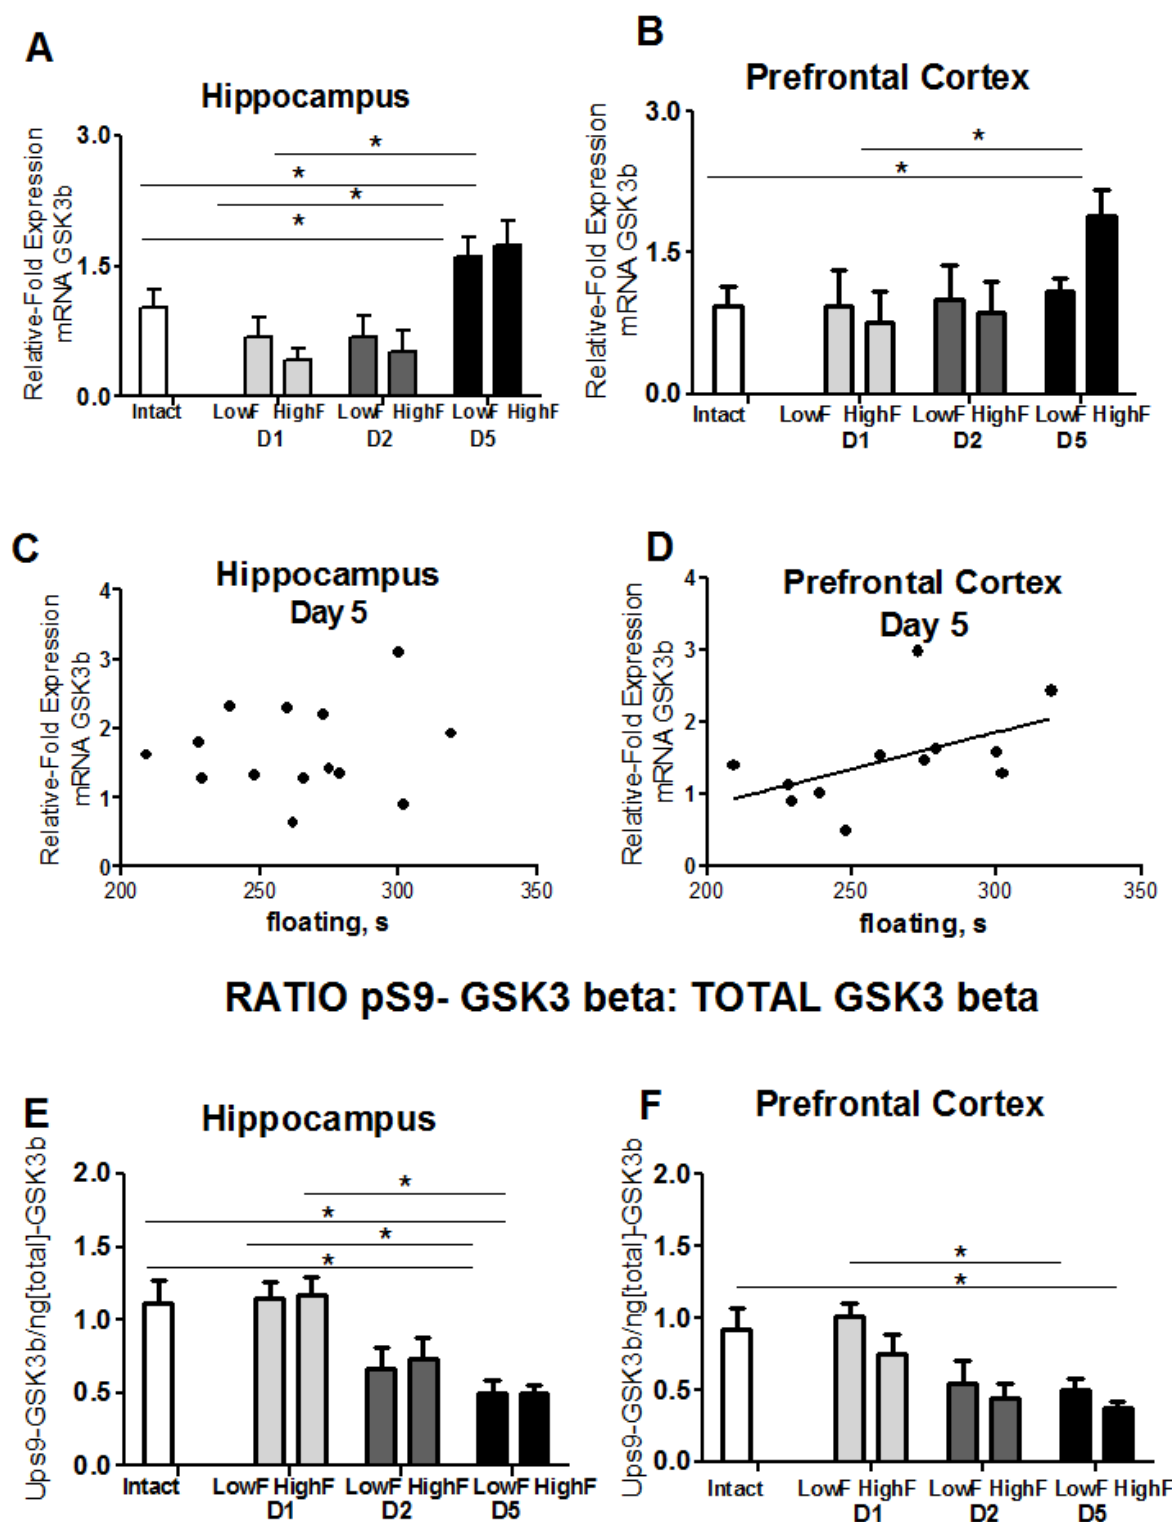 A
Hippocampus
Relative-Fold Expression
mRNA GSK3b
3.0
1.5
0.0
*
*
*
*
Intact LowF HighF LowF HighF LowF HighF
D1 D2 D5
B
Prefrontal Cortex
Relative-Fold Expression
mRNA GSK3b
3.0
1.5
0.0
*
*
Intact LowF HighF LowF HighF LowF HighF
D1 D2 D5
C
Hippocampus
Day 5
Relative-Fold Expression
mRNA GSK3b
4
3
2
1
0
200 250 300 350
floating, s
D
Prefrontal Cortex
Day 5
Relative-Fold Expression
mRNA GSK3b
4
3
2
1
0
200 250 300 350
floating, s
RATIO pS9- GSK3 beta: TOTAL GSK3 beta
E
Hippocampus
Ups9-GSK3b/ng[total]-GSK3b
2.0
1.5
1.0
0.5
0.0
*
*
*
*
Intact LowF HighF LowF HighF LowF HighF
D1 D2 D5
F
Prefrontal Cortex
Ups9-GSK3b/ng[total]-GSK3b
2.0
1.5
1.0
0.5
0.0
*
*
Intact LowF HighF LowF HighF LowF HighF
D1 D2 D5